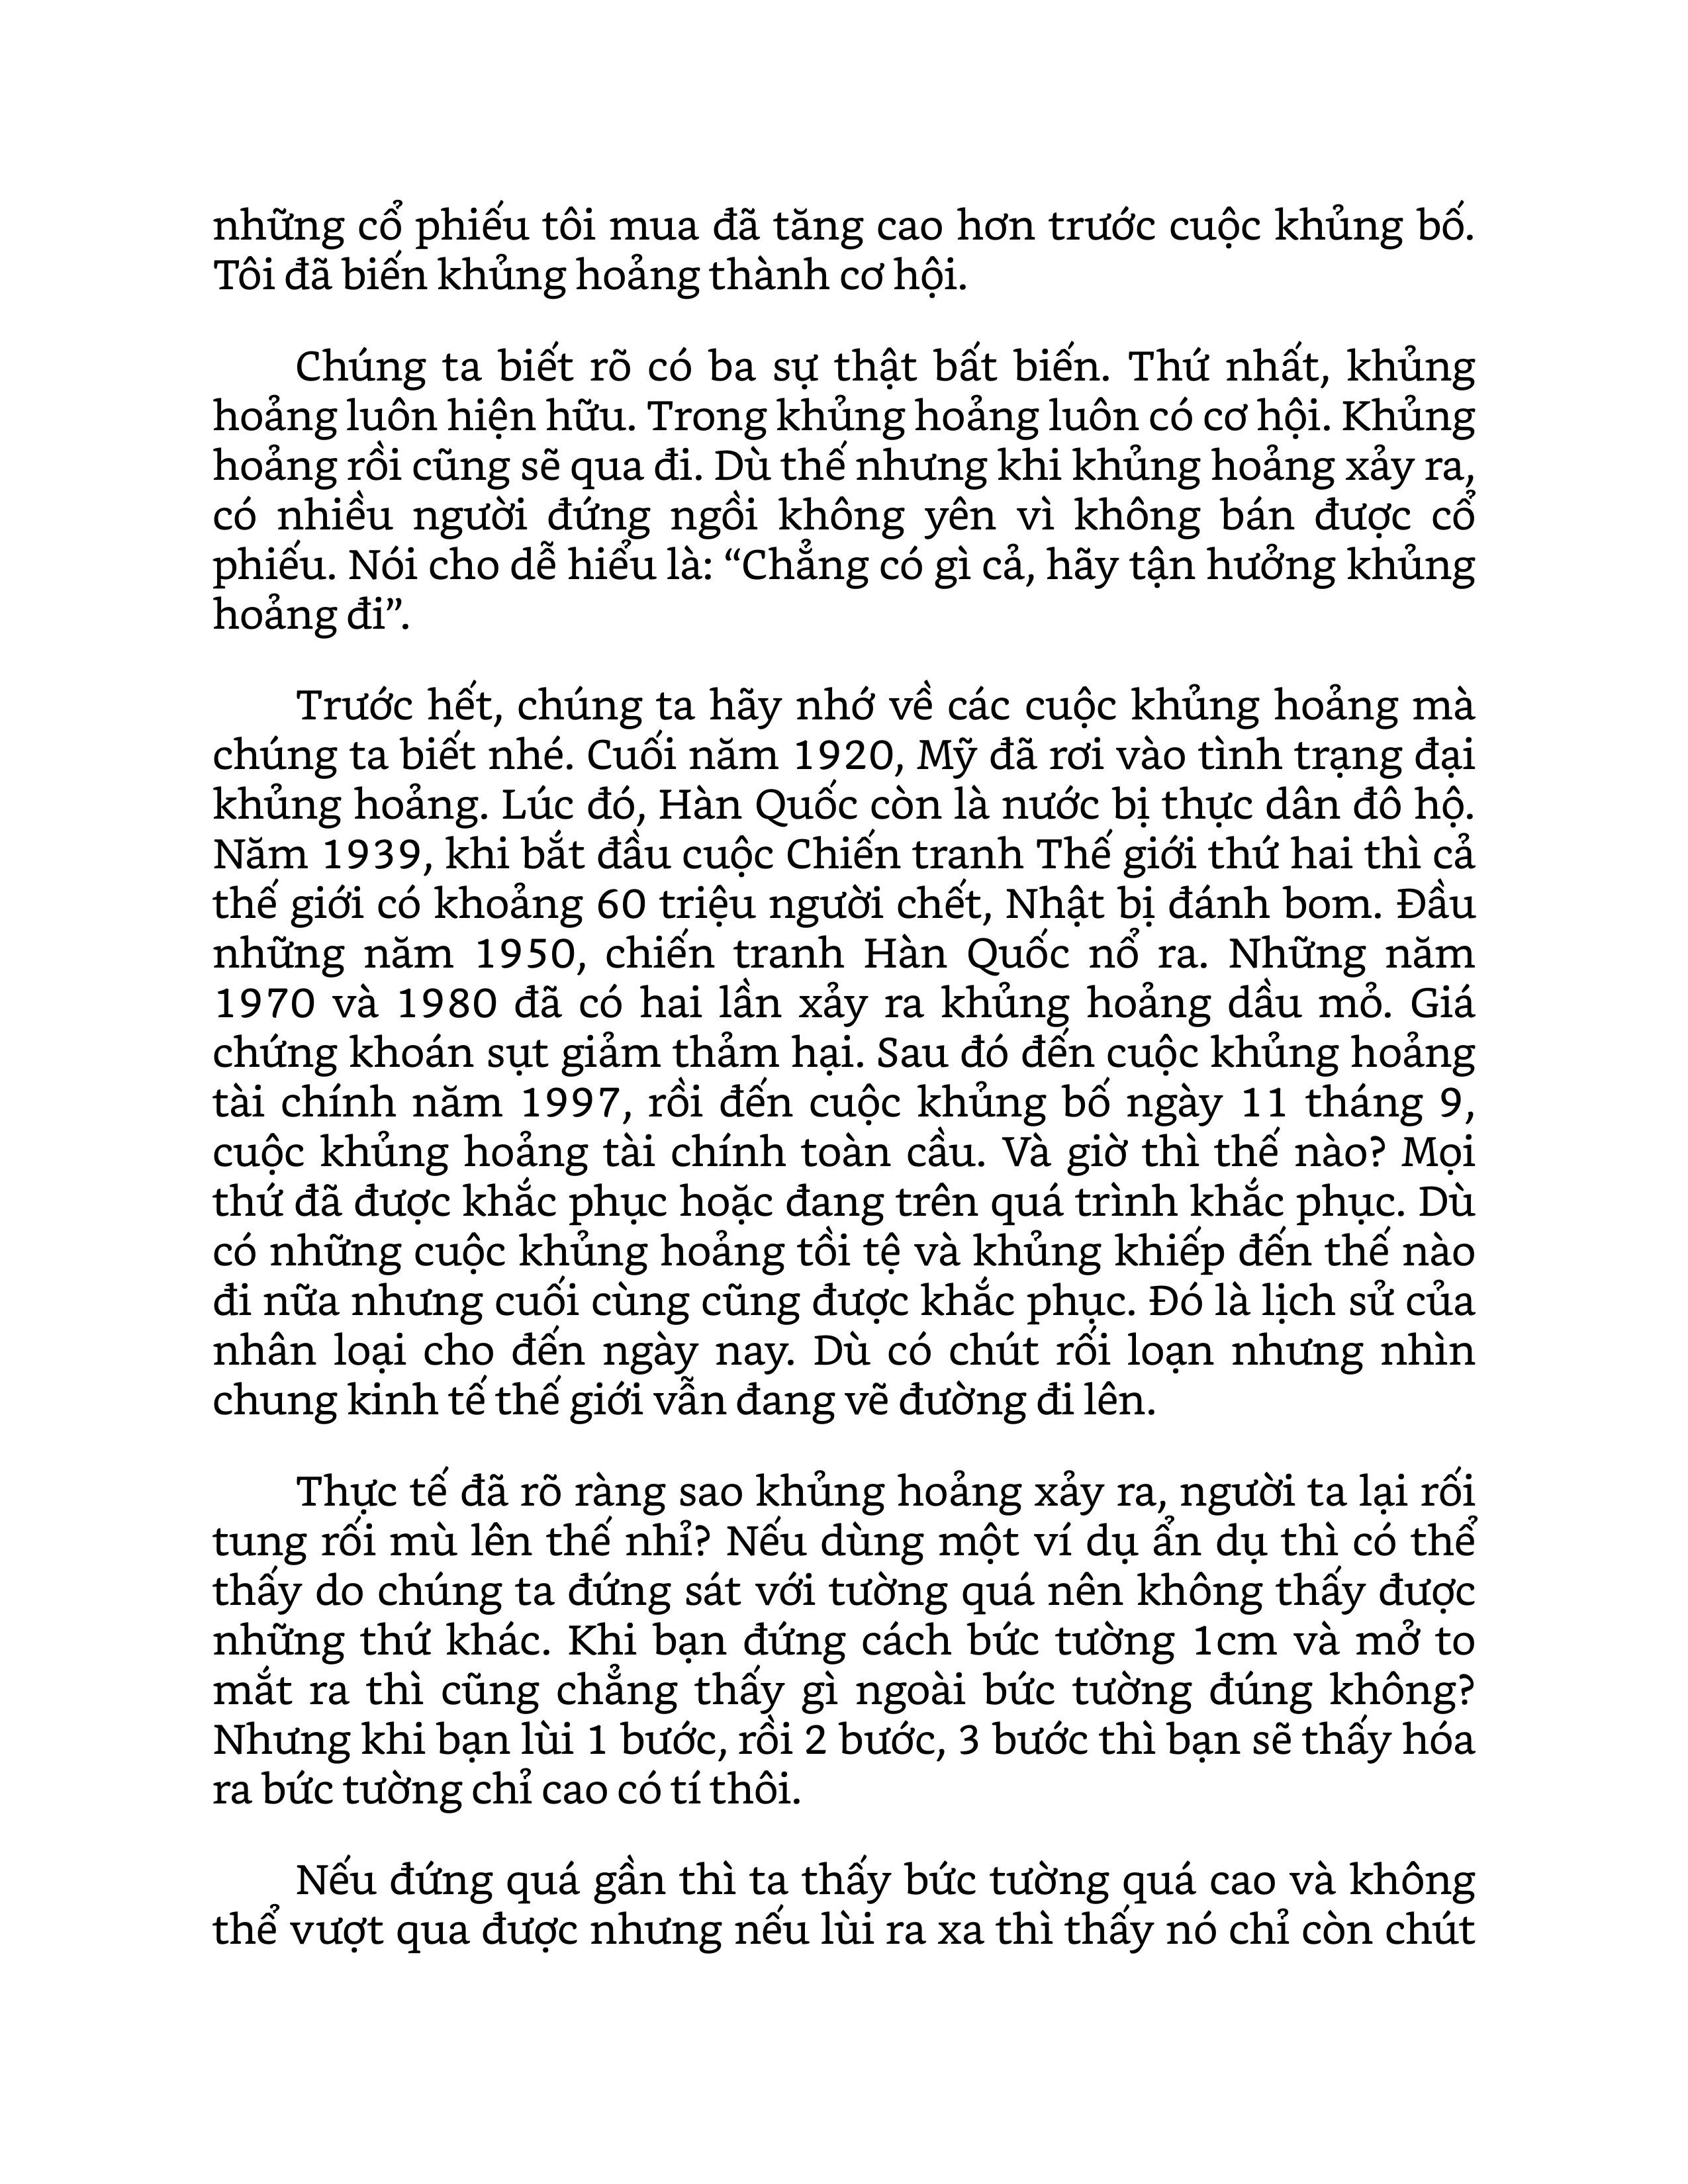 những cổ phiếu tôi mua đã tăng cao hơn trước cuộc khủng bố.
Tôi đã biến khủng hoảng thành cơ hội.
Chúng ta biết rõ có ba sự thật bất biến. Thứ nhất, khủng
hoảng luôn hiện hữu. Trong khủng hoảng luôn có cơ hội. Khủng
hoảng rồi cũng sẽ qua đi. Dù thế nhưng khi khủng hoảng xảy ra,
có nhiều người đứng ngồi không yên vì không bán được cổ
phiếu. Nói cho dễ hiểu là: “Chẳng có gì cả, hãy tận hưởng khủng
hoảng đi”.
Trước hết, chúng ta hãy nhớ về các cuộc khủng hoảng mà
chúng ta biết nhé. Cuối năm 1920, Mỹ đã rơi vào tình trạng đại
khủng hoảng. Lúc đó, Hàn Quốc còn là nước bị thực dân đô hộ.
Năm 1939, khi bắt đầu cuộc Chiến tranh Thế giới thứ hai thì cả
thế giới có khoảng 60 triệu người chết, Nhật bị đánh bom. Đầu
những năm 1950, chiến tranh Hàn Quốc nổ ra. Những năm
1970 và 1980 đã có hai lần xảy ra khủng hoảng dầu mỏ. Giá
chứng khoán sụt giảm thảm hại. Sau đó đến cuộc khủng hoảng
tài chính năm 1997, rồi đến cuộc khủng bố ngày 11 tháng 9,
cuộc khủng hoảng tài chính toàn cầu. Và giờ thì thế nào? Mọi
thứ đã được khắc phục hoặc đang trên quá trình khắc phục. Dù
có những cuộc khủng hoảng tồi tệ và khủng khiếp đến thế nào
đi nữa nhưng cuối cùng cũng được khắc phục. Đó là lịch sử của
nhân loại cho đến ngày nay. Dù có chút rối loạn nhưng nhìn
chung kinh tế thế giới vẫn đang vẽ đường đi lên.
Thực tế đã rõ ràng sao khủng hoảng xảy ra, người ta lại rối
tung rối mù lên thế nhỉ? Nếu dùng một ví dụ ẩn dụ thì có thể
thấy do chúng ta đứng sát với tường quá nên không thấy được
những thứ khác. Khi bạn đứng cách bức tường 1cm và mở to
mắt ra thì cũng chẳng thấy gì ngoài bức tường đúng không?
Nhưng khi bạn lùi 1 bước, rồi 2 bước, 3 bước thì bạn sẽ thấy hóa
ra bức tường chỉ cao có tí thôi.
Nếu đứng quá gần thì ta thấy bức tường quá cao và không
thể vượt qua được nhưng nếu lùi ra xa thì thấy nó chỉ còn chút